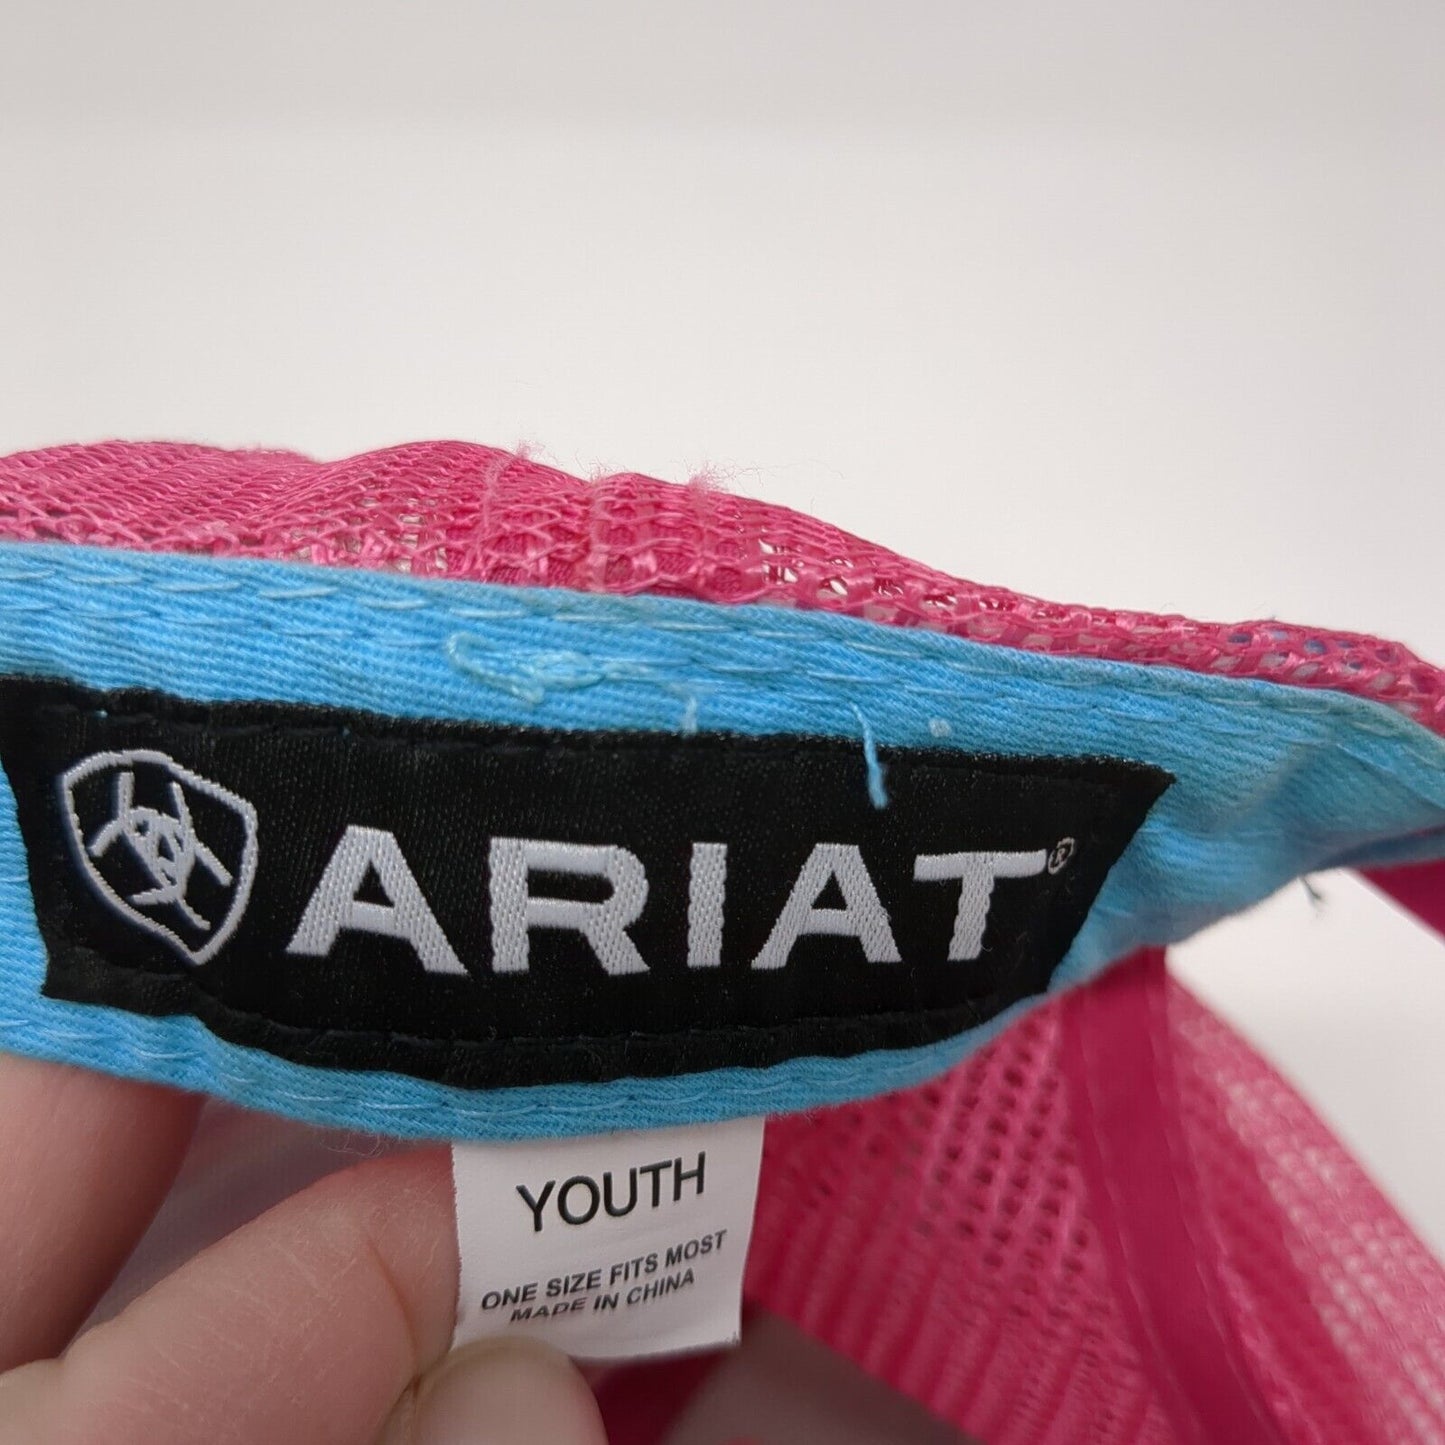 ARIAT®
YOUTH
ONE SIZE FITS MOST
MADE IN CHINA